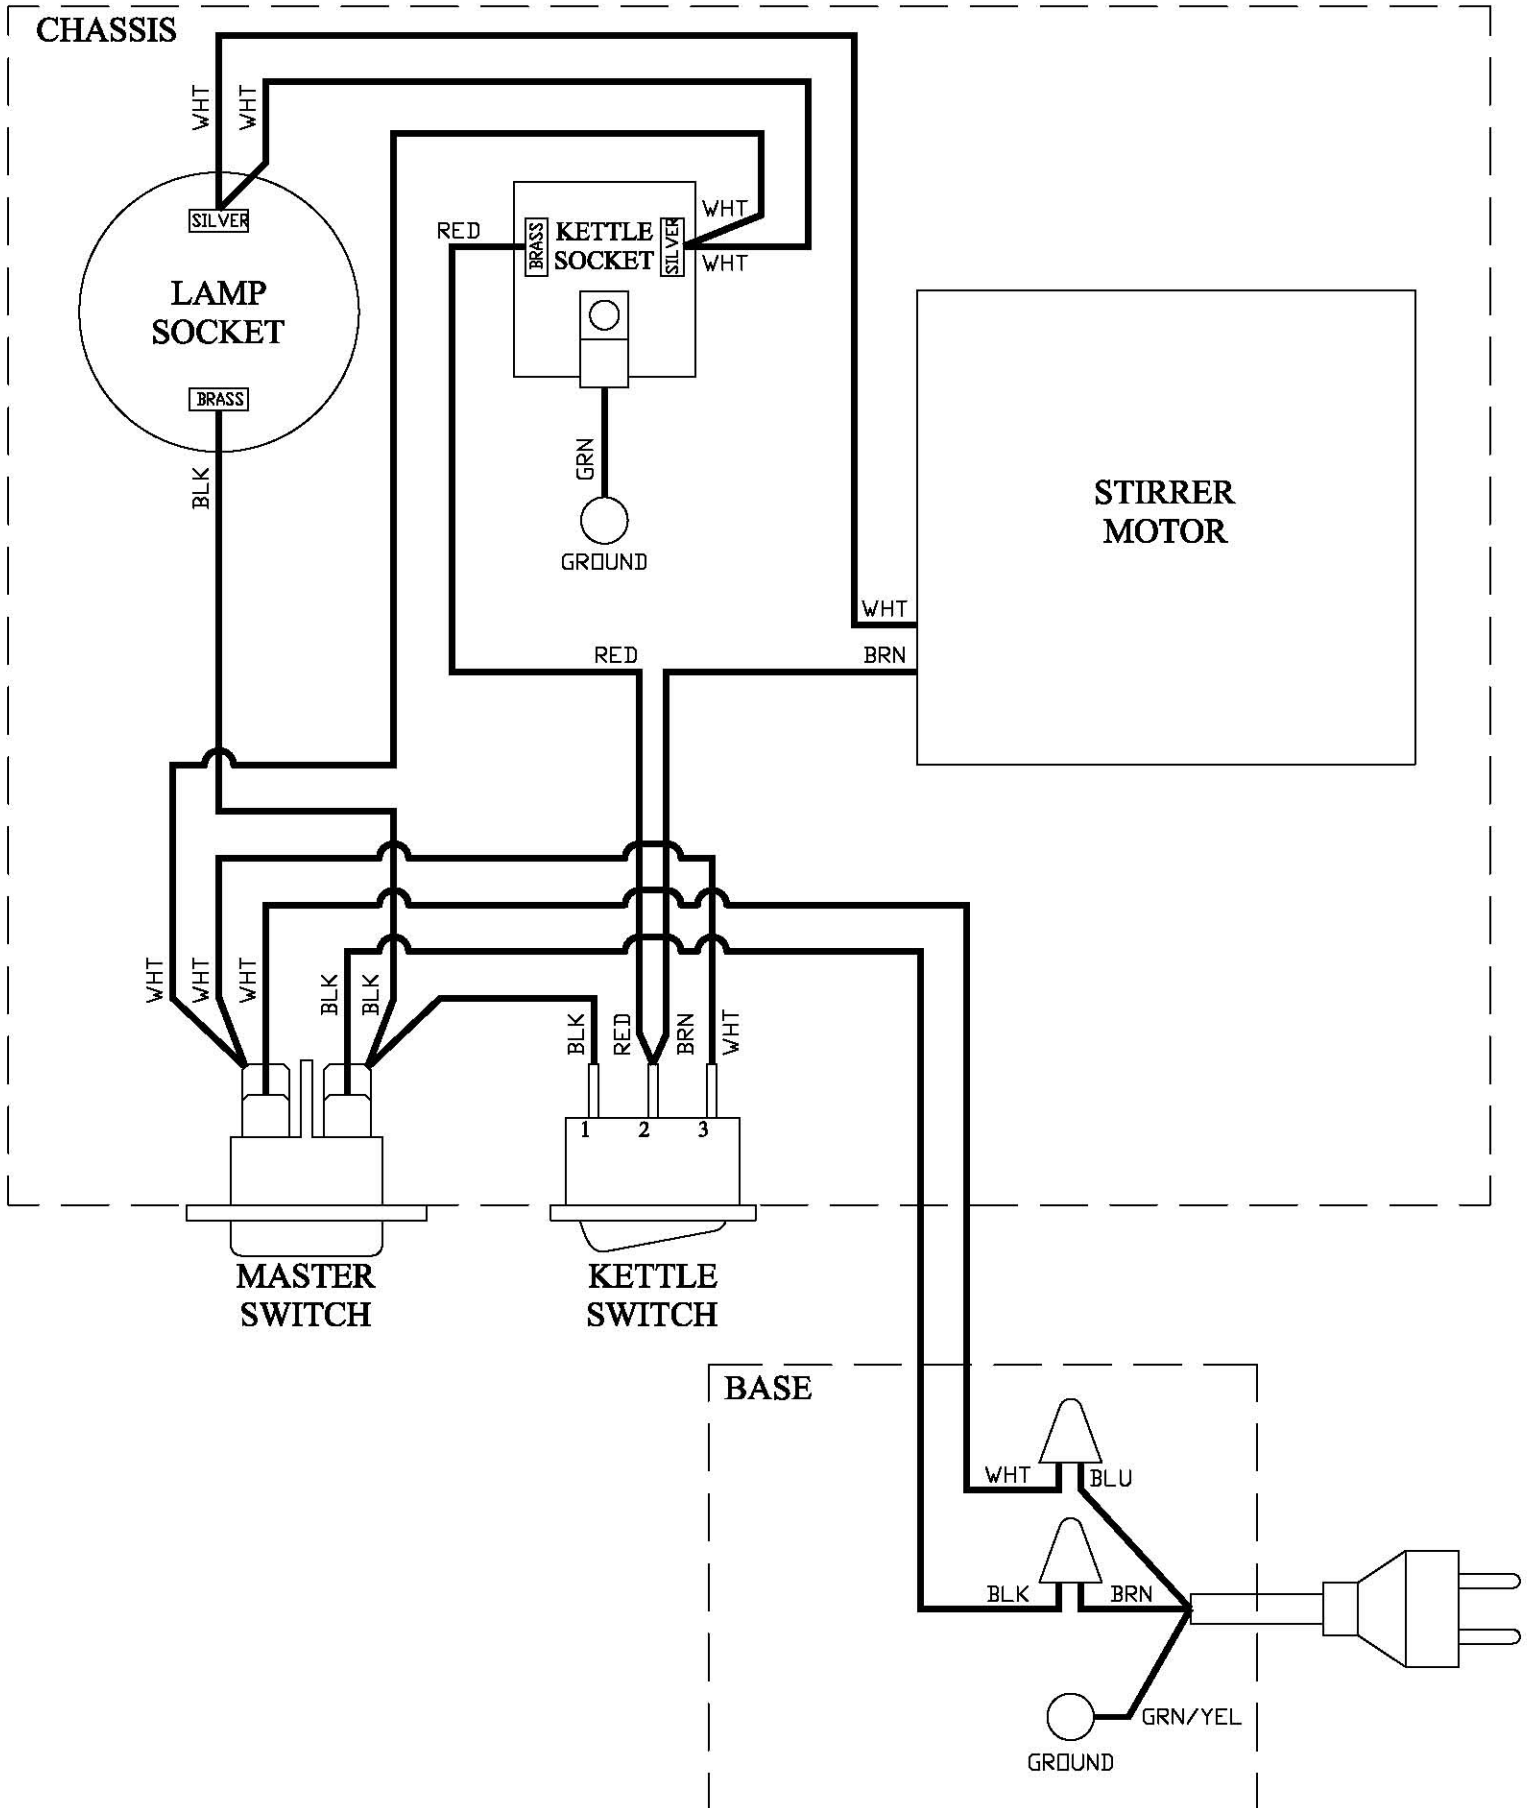 CHASSIS
WHT
WHT
SILVER
LAMP
SOCKET
BRASS
BLK
RED
BRASS
KETTLE
SOCKET
SILVER
WHT
WHT
GRN
GROUND
STIRRER
MOTOR
WHT
BRN
RED
WHT
WHT
WHT
BLK
BLK
BLK
RED
BRN
WHT
1
2
3
MASTER
SWITCH
KETTLE
SWITCH
BASE
WHT
BLU
BLK
BRN
GRN/YEL
GROUND